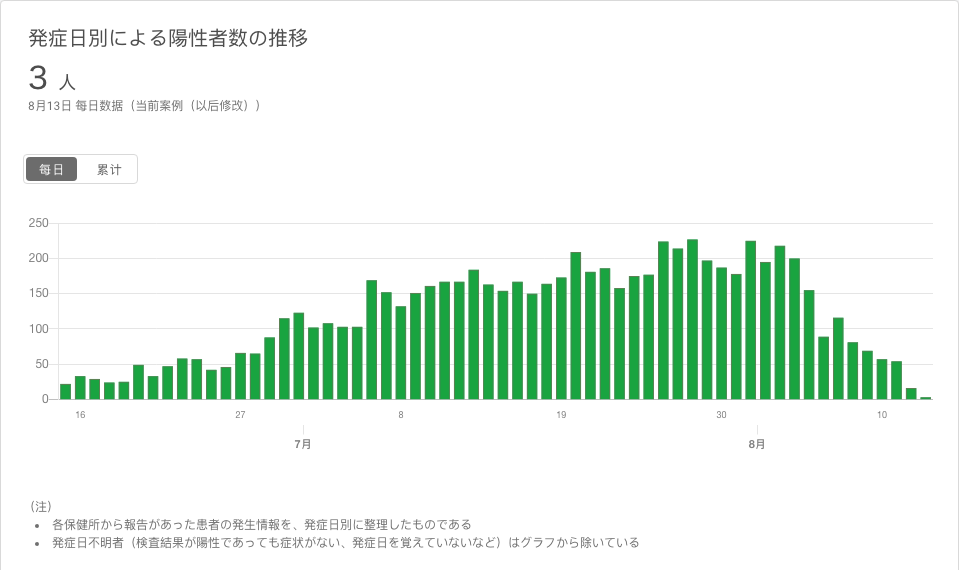 発症日別による陽性者数の推移
3 人
8月13日 每日数据（当前案例（以后修改））
每日 累计
250
200
150
100
50
0
16 27 8 19 30 10
7月 8月
（注）
• 各保健所から報告があった患者の発生情報を、発症日別に整理したものである
• 発症日不明者（検査結果が陽性であっても症状がない、発症日を覚えていないなど）はグラフから除いている